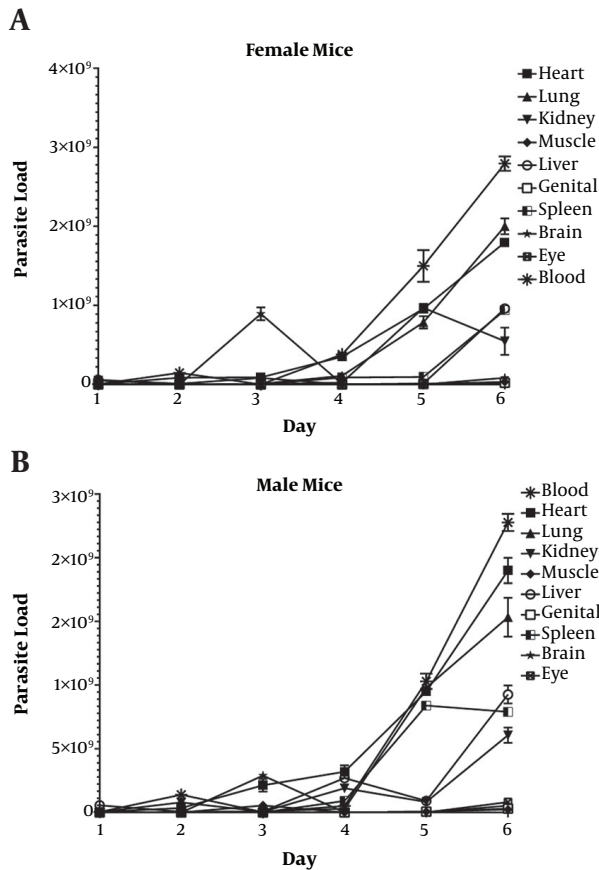 A
Female Mice
4×10⁹
3×10⁹
2×10⁹
1×10⁹
0
Parasite Load
1 2 3 4 5 6
Day
Heart
Lung
Kidney
Muscle
Liver
Genital
Spleen
Brain
Eye
Blood
B
Male Mice
3×10⁹
2×10⁹
2×10⁹
1×10⁹
5×10⁹
0
Parasite Load
1 2 3 4 5 6
Day
Blood
Heart
Lung
Kidney
Muscle
Liver
Genital
Spleen
Brain
Eye